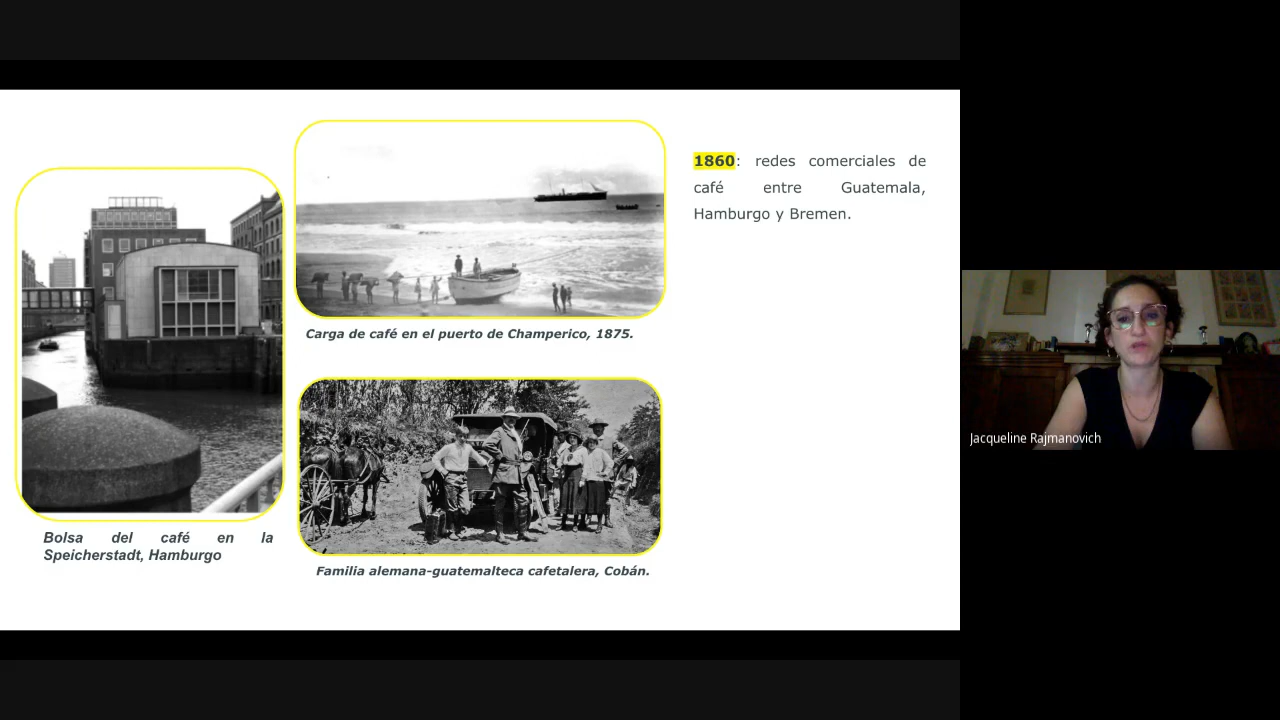 1860: redes comerciales de
café entre Guatemala,
Hamburgo y Bremen.
Carga de café en el puerto de Champerico, 1875.
Bolsa del café en la
Speicherstadt, Hamburgo
Familia alemana-guatemalteca cafetalera, Cobán.
Jacqueline Rajmanovich